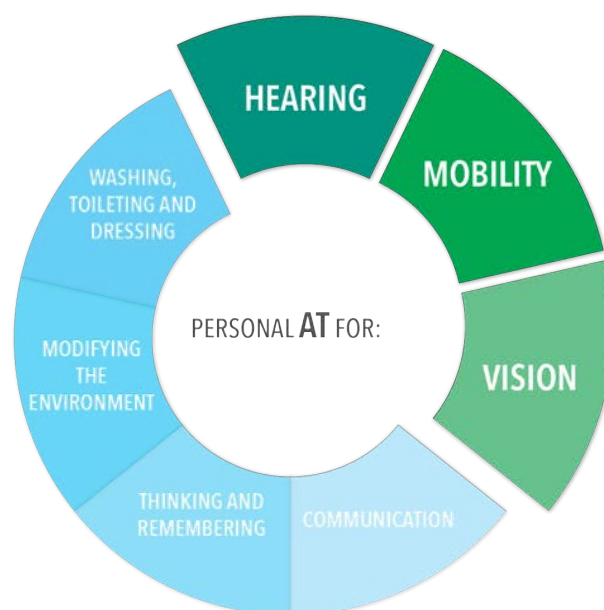 HEARING
MOBILITY
VISION
COMMUNICATION
THINKING AND
REMEMBERING
MODIFYING
THE
ENVIRONMENT
WASHING,
TOILETING AND
DRESSING
PERSONAL AT FOR: